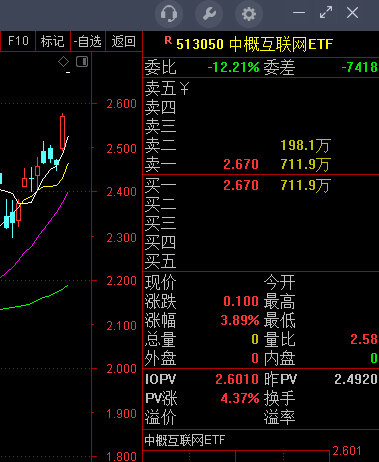 F10 标记 -自选 返回
R 513050 中概互联网ETF
委比 -12.21% 委差 -7418
卖五￥
卖四
卖三
卖二 198.1万
卖一 2.670 711.9万
买一 2.670 711.9万
买二
买三
买四
买五
现价 今开
涨跌 0.100 最高
涨幅 3.89% 最低
总量 0 量比 2.58
外盘 0 内盘 0
IOPV 2.6010 昨PV 2.4920
PV涨 4.37% 换手
溢价 溢率
中概互联网ETF
2.601
2.600
2.500
2.400
2.300
2.200
2.100
2.000
1.900
1.800